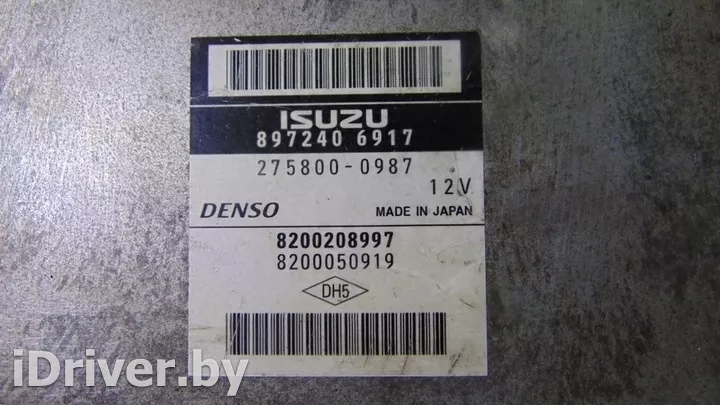 ISUZU
897240 6917
275800-0987
12V
DENSO MADE IN JAPAN
8200208997
8200050919
DH5
iDriver.by